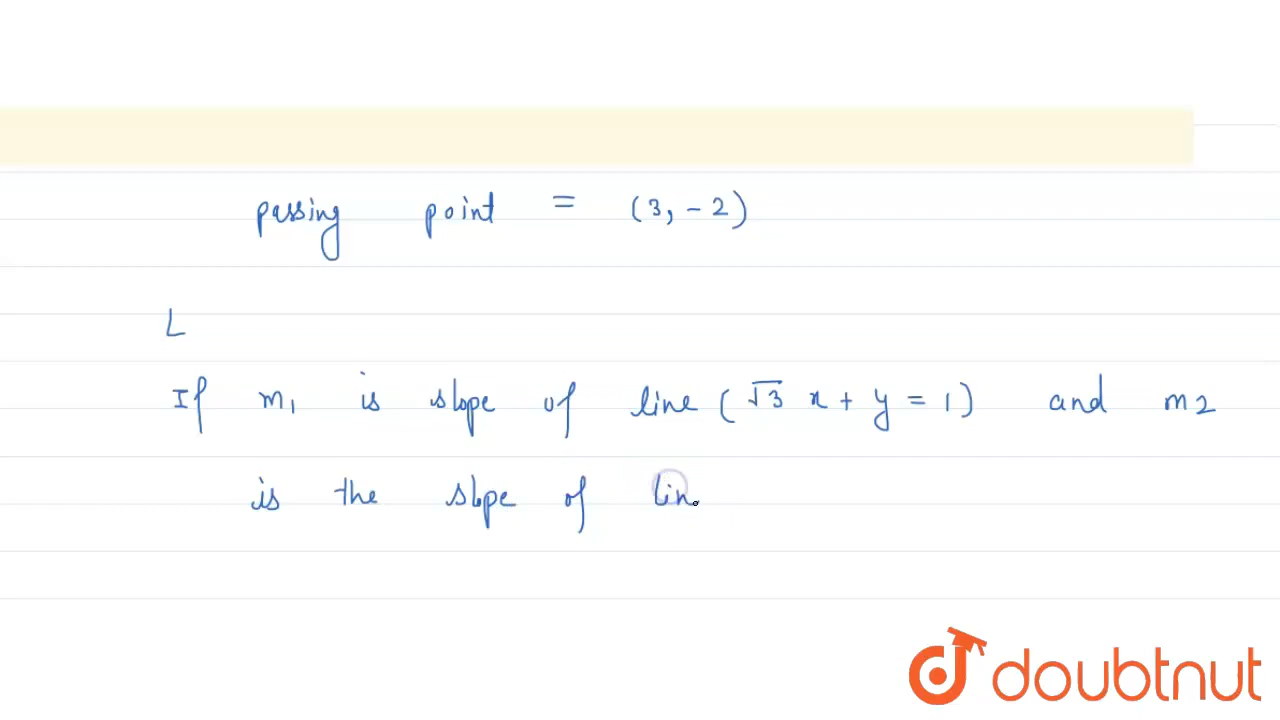 passing point = (3, -2)
L
If m1 is slope of line (√3 x + y = 1) and m2
is the slope of lin
doubtnut